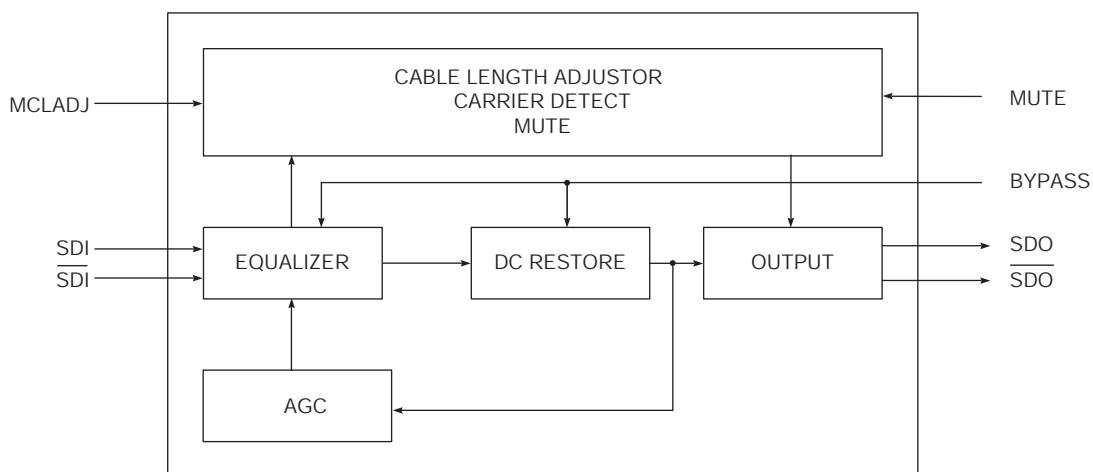 CABLE LENGTH ADJUSTOR
CARRIER DETECT
MUTE
MCLADJ
MUTE
BYPASS
SDI
SDI
EQUALIZER
DC RESTORE
OUTPUT
SDO
SDO
AGC